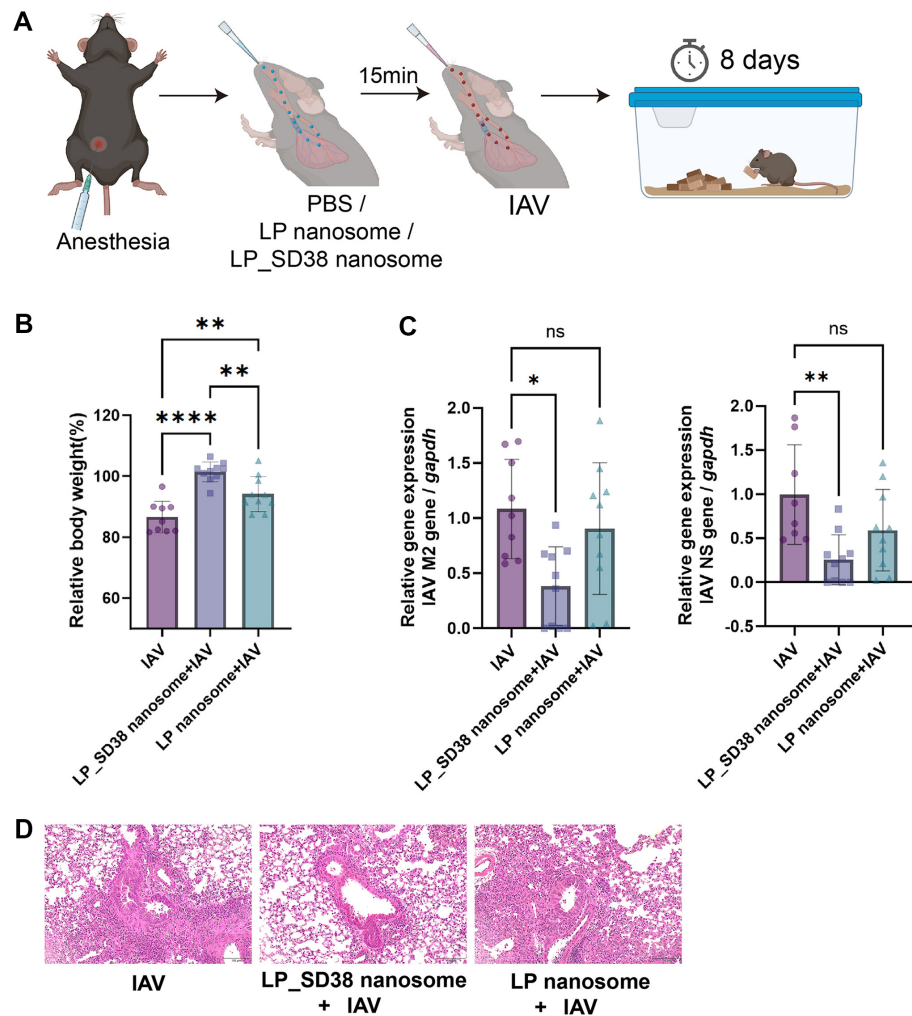 A
15min
8 days
Anesthesia
PBS /
LP nanosome /
LP_SD38 nanosome
IAV
B
**
**
****
Relative body weight(%)
120
100
80
60
IAV
LP_SD38 nanosome+IAV
LP nanosome+IAV
C
ns
*
Relative gene expression
IAV M2 gene / gapdh
2.0
1.5
1.0
0.5
0.0
IAV
LP_SD38 nanosome+IAV
LP nanosome+IAV
ns
**
Relative gene expression
IAV NS gene / gapdh
2.0
1.5
1.0
0.5
0.0
-0.5
IAV
LP_SD38 nanosome+IAV
LP nanosome+IAV
D
IAV
LP_SD38 nanosome
+ IAV
LP nanosome
+ IAV